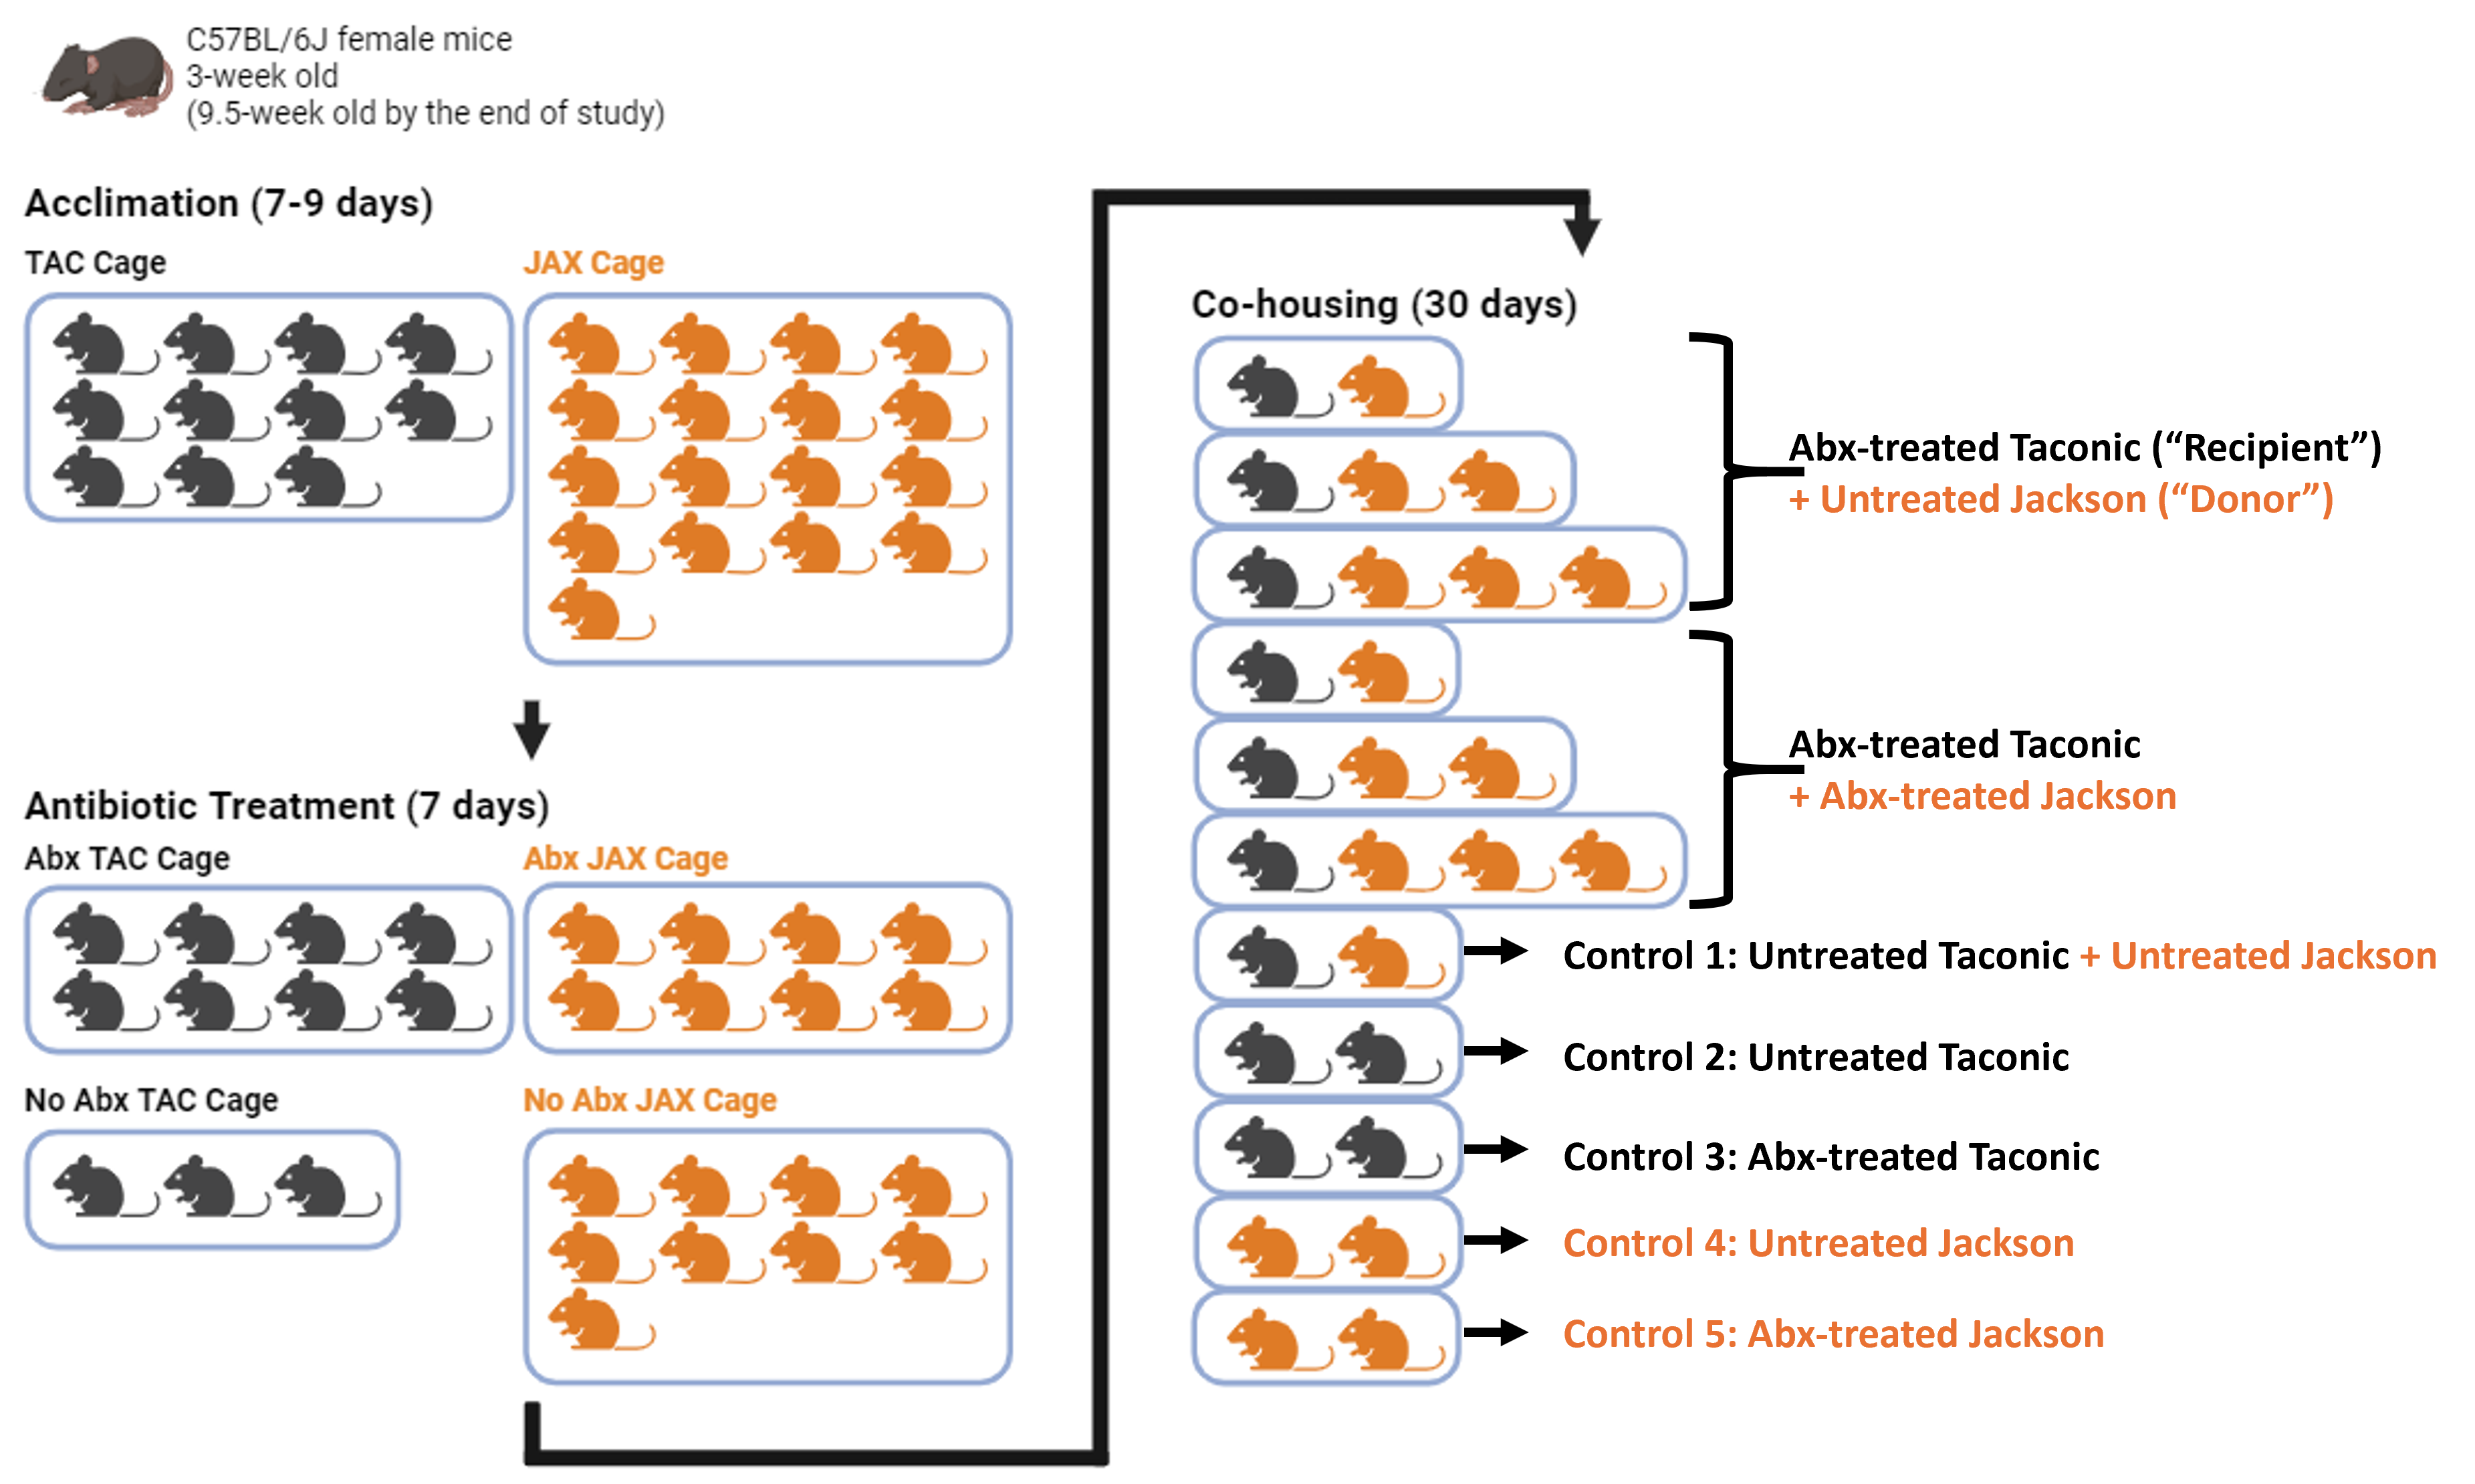 C57BL/6J female mice
3-week old
(9.5-week old by the end of study)
Acclimation (7-9 days)
TAC Cage
JAX Cage
Antibiotic Treatment (7 days)
Abx TAC Cage
Abx JAX Cage
No Abx TAC Cage
No Abx JAX Cage
Co-housing (30 days)
Abx-treated Taconic (“Recipient”)
+ Untreated Jackson (“Donor”)
Abx-treated Taconic
+ Abx-treated Jackson
Control 1: Untreated Taconic + Untreated Jackson
Control 2: Untreated Taconic
Control 3: Abx-treated Taconic
Control 4: Untreated Jackson
Control 5: Abx-treated Jackson